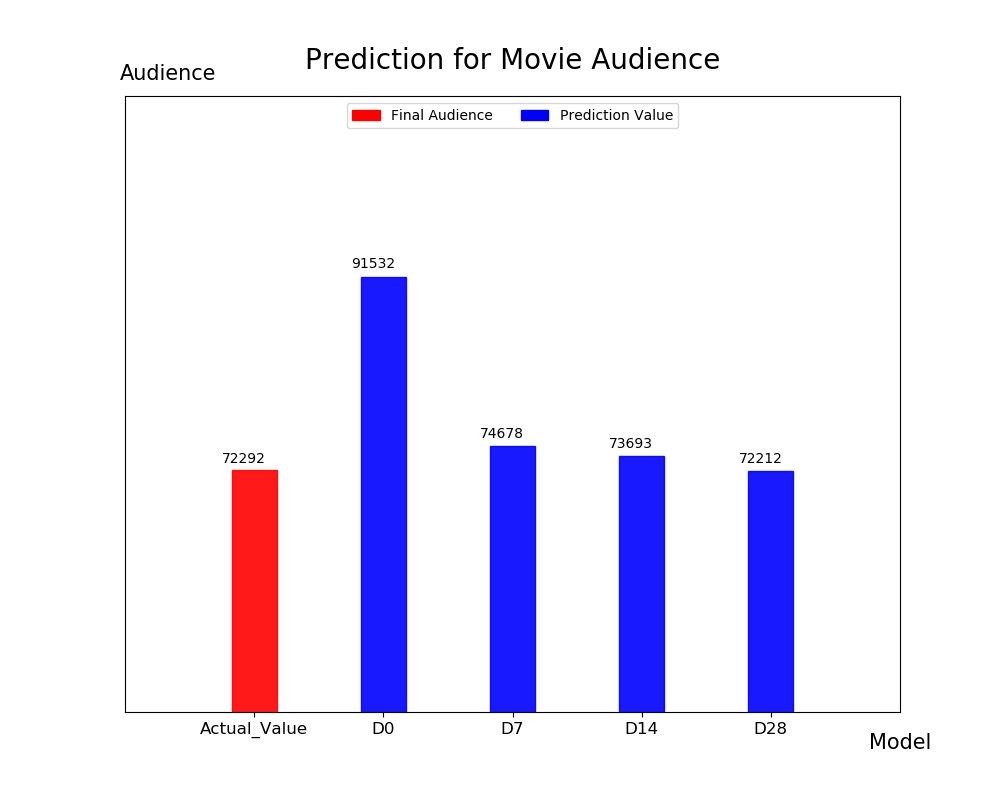 Prediction for Movie Audience
Audience
Final Audience
Prediction Value
91532
74678
73693
72292
72212
Actual_Value
D0
D7
D14
D28
Model